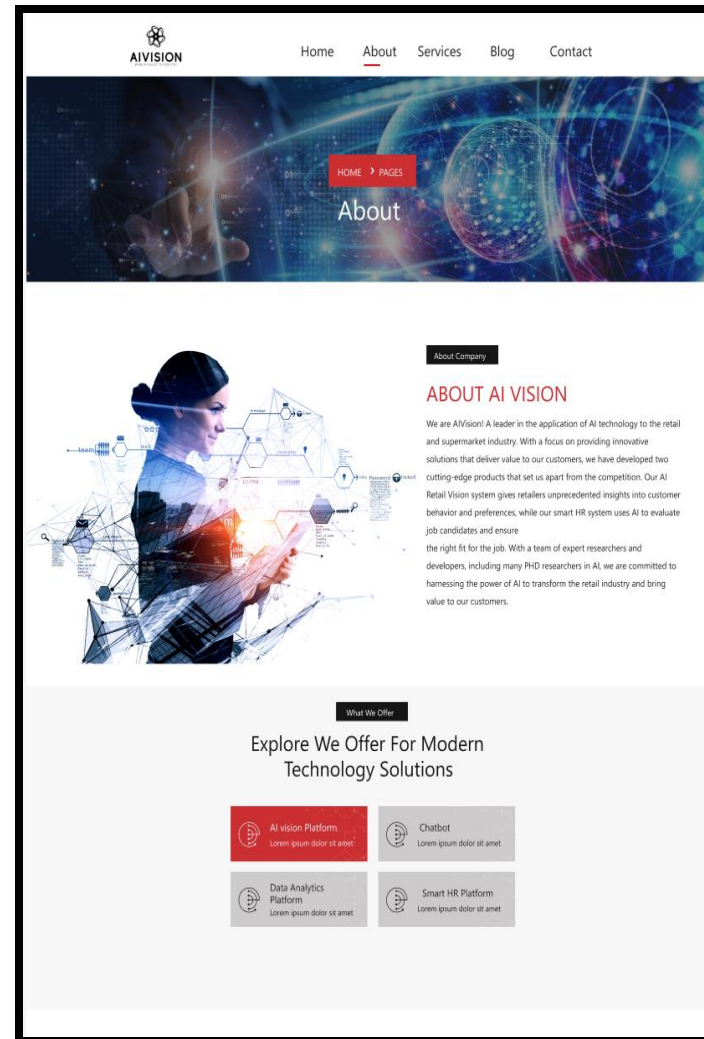 AIVISION
Home About Services Blog Contact
HOME > PAGES
About
About Company
ABOUT AI VISION
We are AIVision! A leader in the application of AI technology to the retail
and supermarket industry. With a focus on providing innovative
solutions that deliver value to our customers, we have developed two
cutting-edge products that set us apart from the competition. Our AI
Retail Vision system gives retailers unprecedented insights into customer
behavior and preferences, while our smart HR system uses AI to evaluate
job candidates and ensure
the right fit for the job. With a team of expert researchers and
developers, including many PHD researchers in AI, we are committed to
harnessing the power of AI to transform the retail industry and bring
value to our customers.
team
Password
What We Offer
Explore We Offer For Modern
Technology Solutions
AI vision Platform
Lorem ipsum dolor sit amet
Chatbot
Lorem ipsum dolor sit amet
Data Analytics
Platform
Lorem ipsum dolor sit amet
Smart HR Platform
Lorem ipsum dolor sit amet